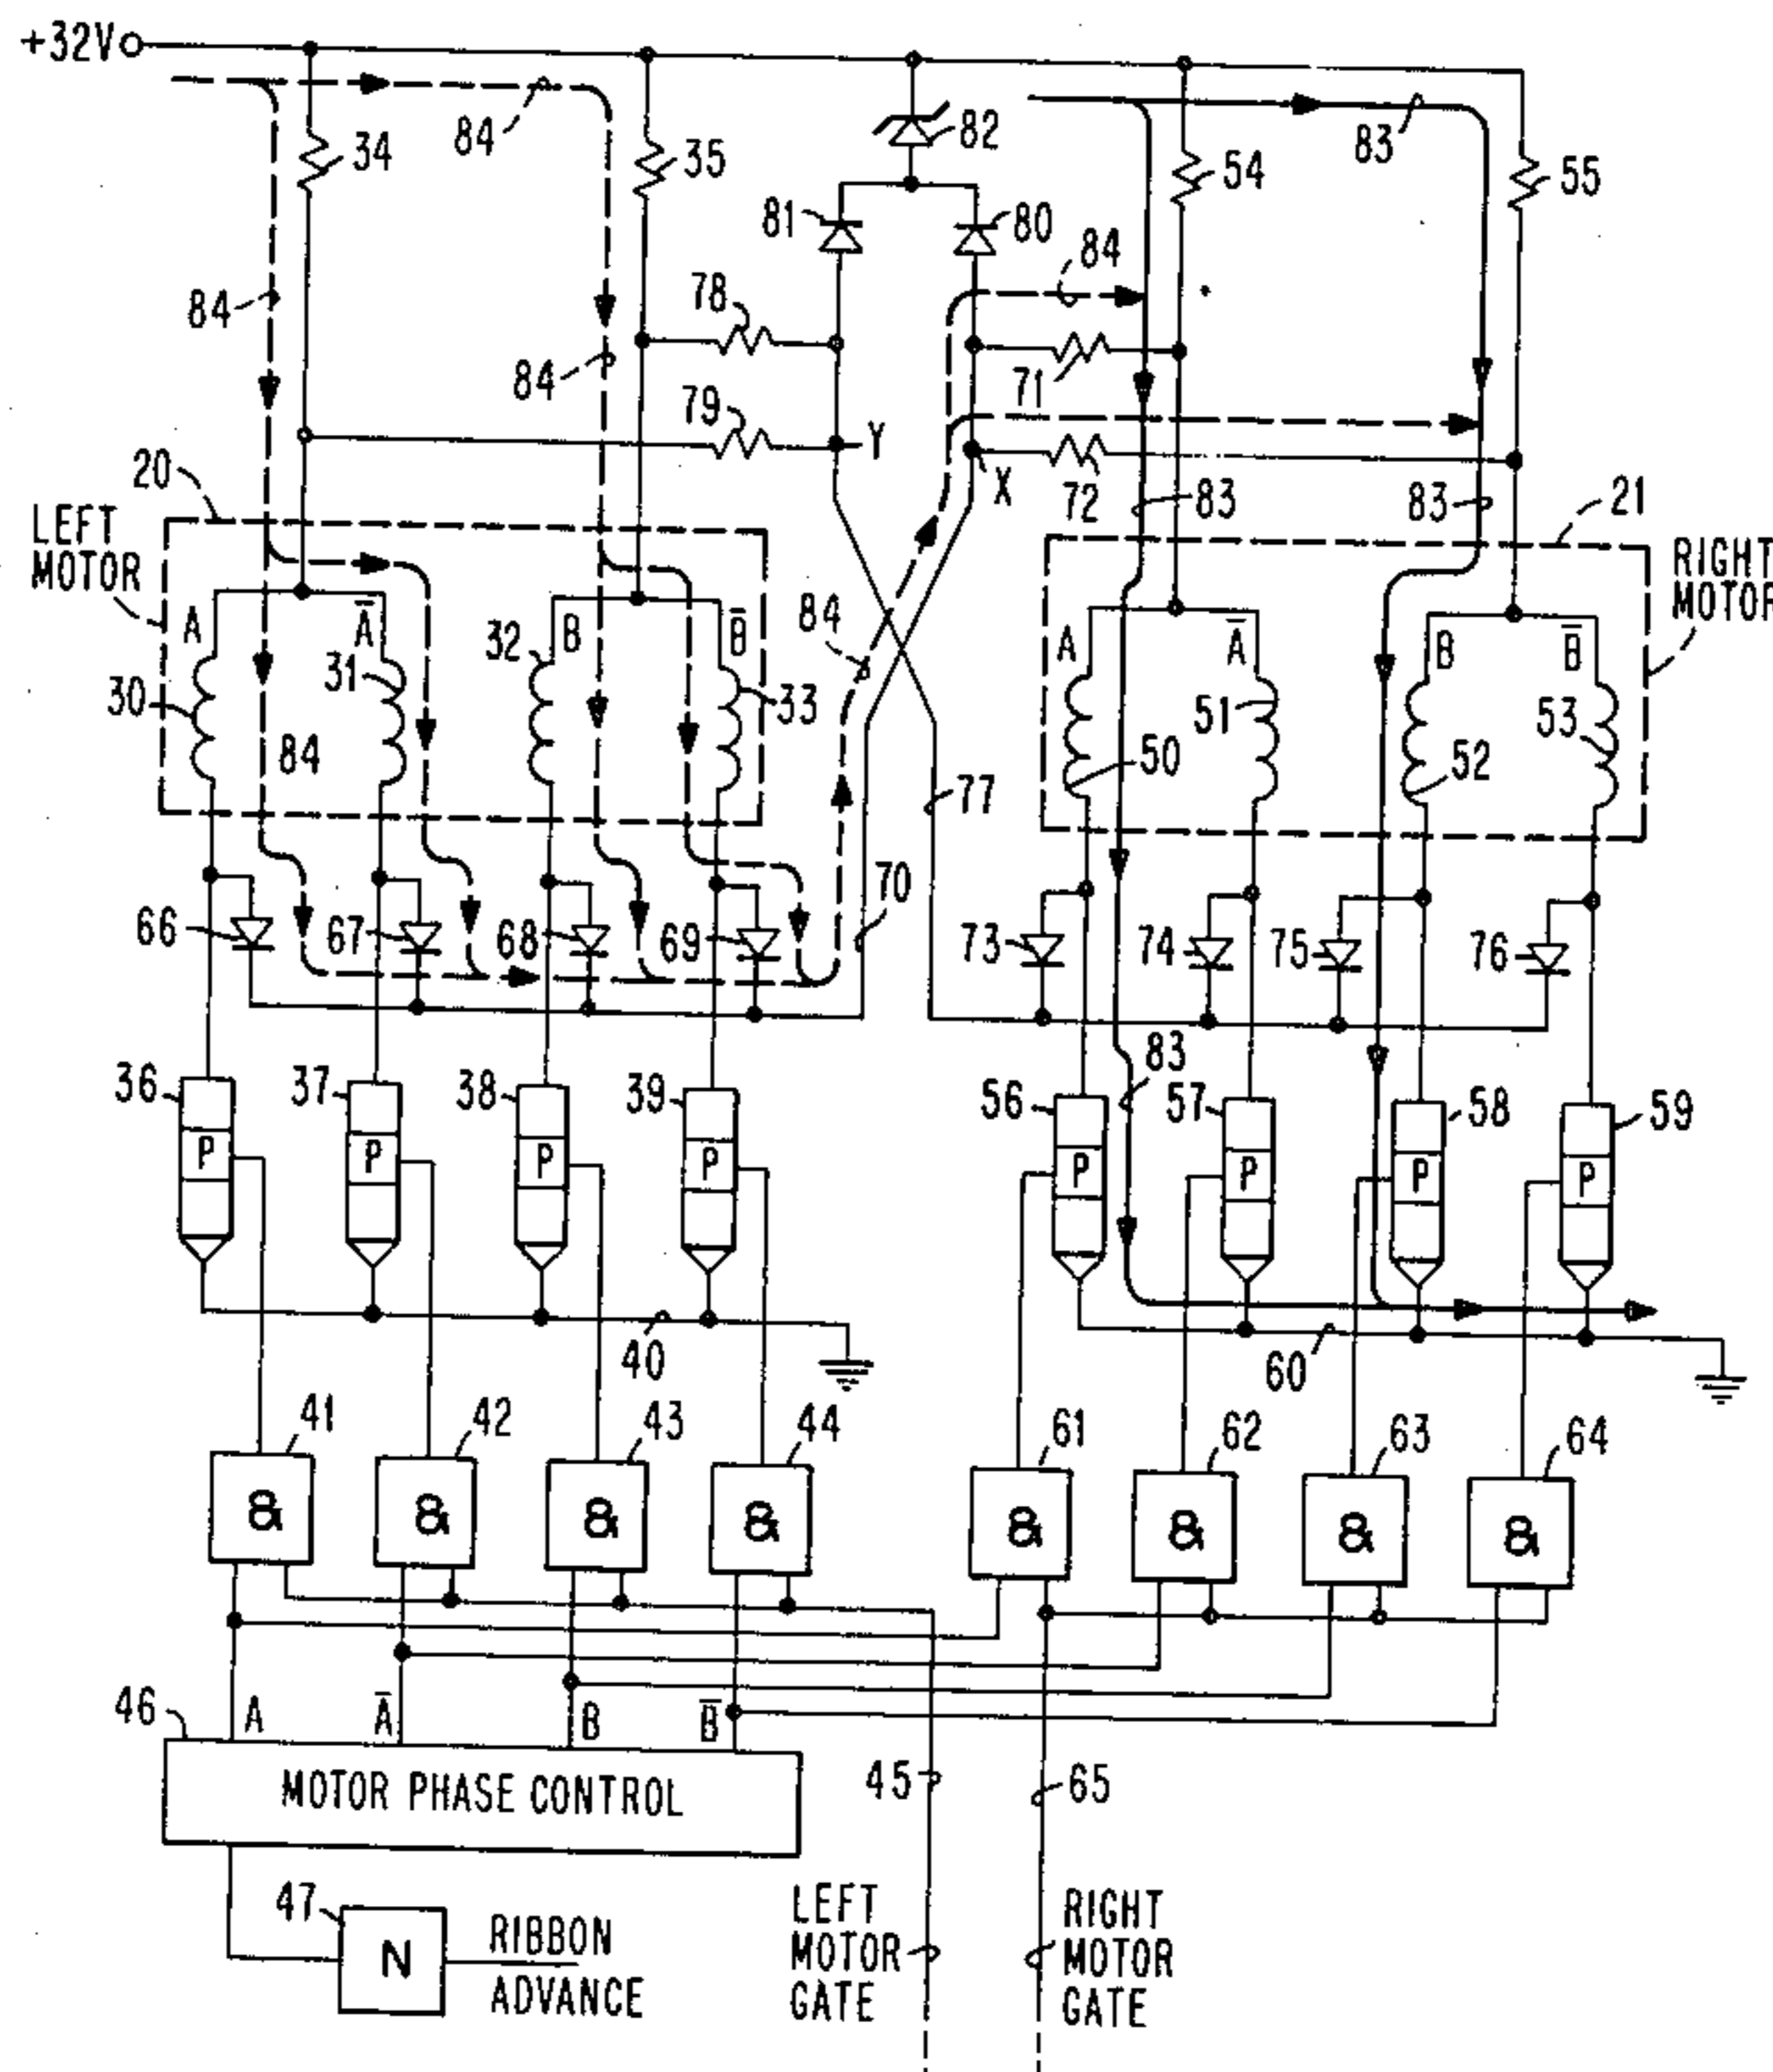 +32V
84
34
35
82
83
54
55
81
80
84
84
78
84
71
79
Y
X
72
83
83
20
21
LEFT
MOTOR
RIGHT
MOTOR
A
Ā
32
B
B̄
84
A
Ā
B
B̄
30
31
33
51
53
84
50
52
77
70
66
67
68
69
73
74
75
76
83
36
37
38
39
56
57
58
59
P
P
P
P
P
P
P
P
40
60
41
42
43
44
61
62
63
64
&
&
&
&
&
&
&
&
46
A
Ā
B
B̄
45
65
MOTOR PHASE CONTROL
47
N
RIBBON
ADVANCE
LEFT
MOTOR
GATE
RIGHT
MOTOR
GATE